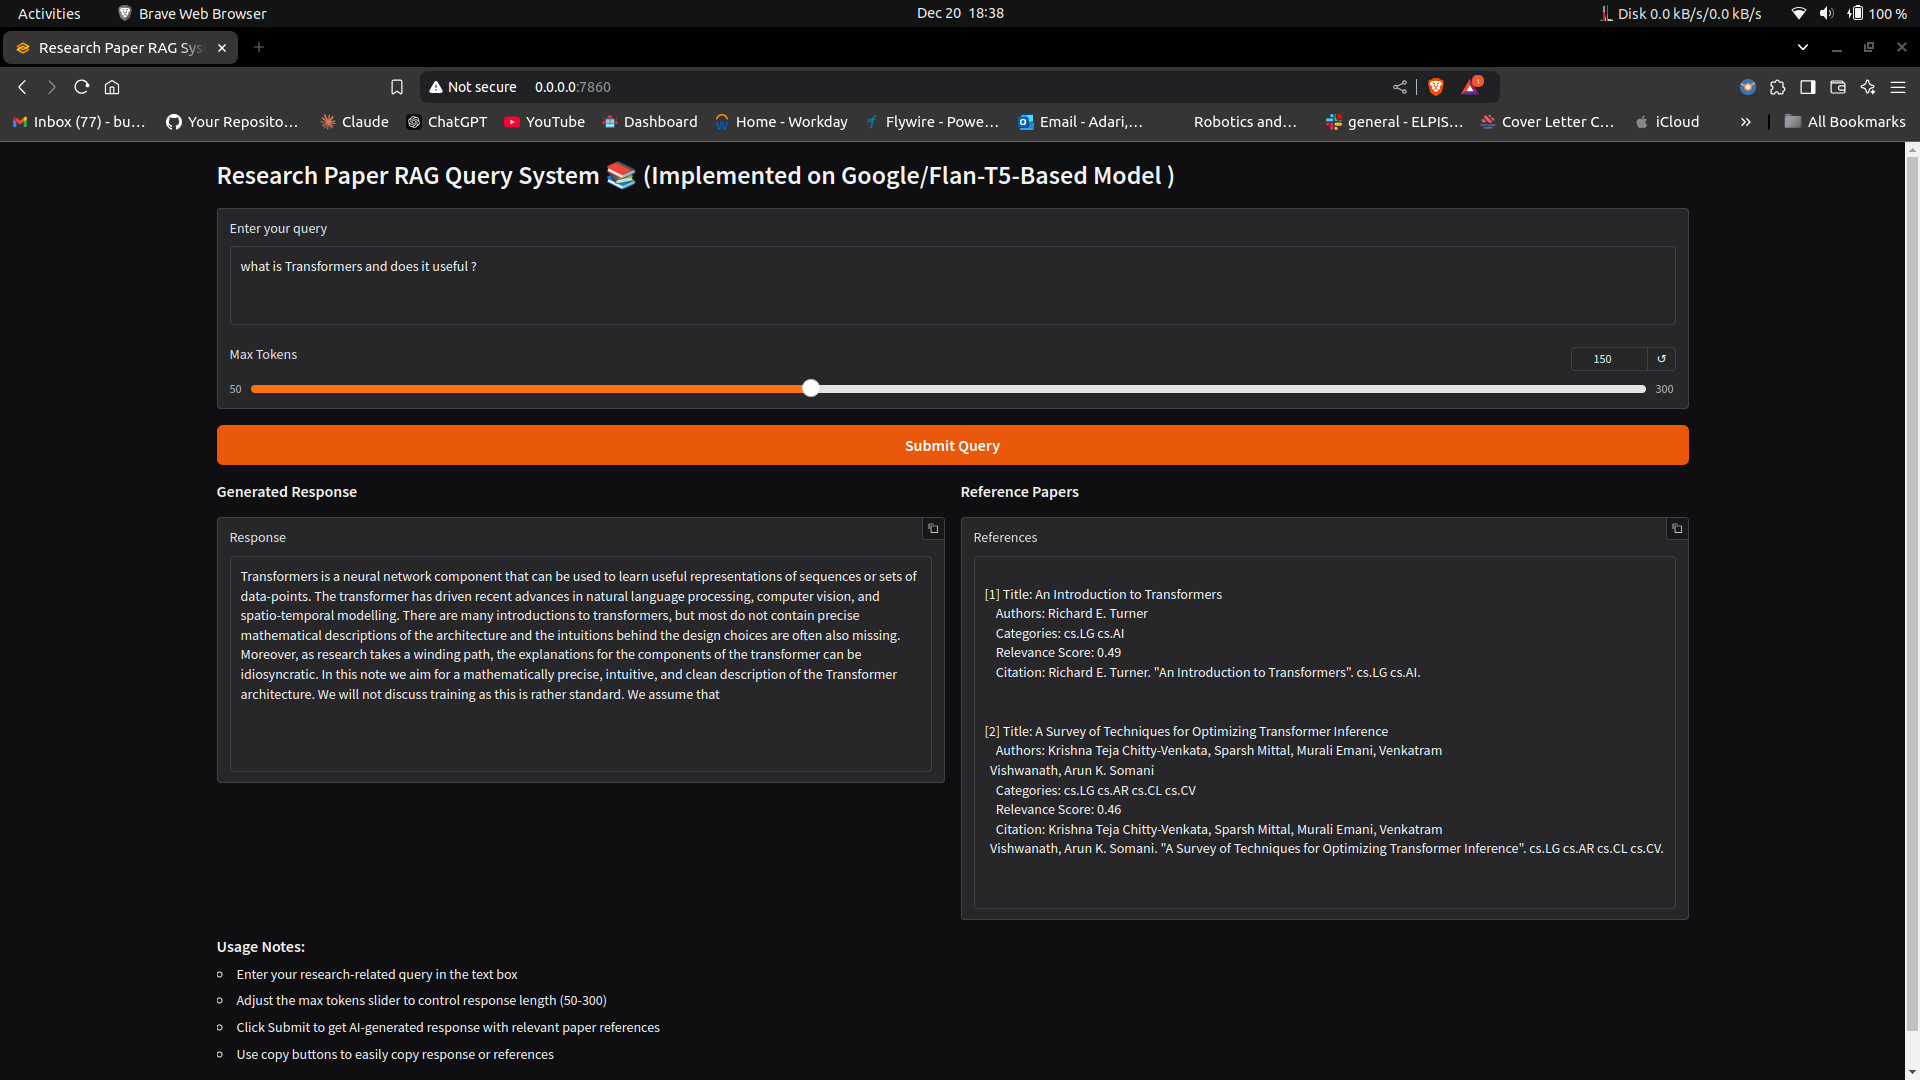 Activities
Brave Web Browser
Dec 20 18:38
Disk 0.0 kB/s/0.0 kB/s
100 %
Research Paper RAG Sys
Not secure
0.0.0.0:7860
1
Inbox (77) - bu...
Your Reposito...
Claude
ChatGPT
YouTube
Dashboard
Home - Workday
Flywire - Powe...
Email - Adari,...
Robotics and...
general - ELPIS...
Cover Letter C...
iCloud
All Bookmarks
Research Paper RAG Query System 📚 (Implemented on Google/Flan-T5-Based Model )
Enter your query
what is Transformers and does it useful ?
Max Tokens
150
50
300
Submit Query
Generated Response
Response
Transformers is a neural network component that can be used to learn useful representations of sequences or sets of
data-points. The transformer has driven recent advances in natural language processing, computer vision, and
spatio-temporal modelling. There are many introductions to transformers, but most do not contain precise
mathematical descriptions of the architecture and the intuitions behind the design choices are often also missing.
Moreover, as research takes a winding path, the explanations for the components of the transformer can be
idiosyncratic. In this note we aim for a mathematically precise, intuitive, and clean description of the Transformer
architecture. We will not discuss training as this is rather standard. We assume that
Reference Papers
References
[1] Title: An Introduction to Transformers
Authors: Richard E. Turner
Categories: cs.LG cs.AI
Relevance Score: 0.49
Citation: Richard E. Turner. "An Introduction to Transformers". cs.LG cs.AI.
[2] Title: A Survey of Techniques for Optimizing Transformer Inference
Authors: Krishna Teja Chitty-Venkata, Sparsh Mittal, Murali Emani, Venkatram
Vishwanath, Arun K. Somani
Categories: cs.LG cs.AR cs.CL cs.CV
Relevance Score: 0.46
Citation: Krishna Teja Chitty-Venkata, Sparsh Mittal, Murali Emani, Venkatram
Vishwanath, Arun K. Somani. "A Survey of Techniques for Optimizing Transformer Inference". cs.LG cs.AR cs.CL cs.CV.
Usage Notes:
Enter your research-related query in the text box
Adjust the max tokens slider to control response length (50-300)
Click Submit to get AI-generated response with relevant paper references
Use copy buttons to easily copy response or references